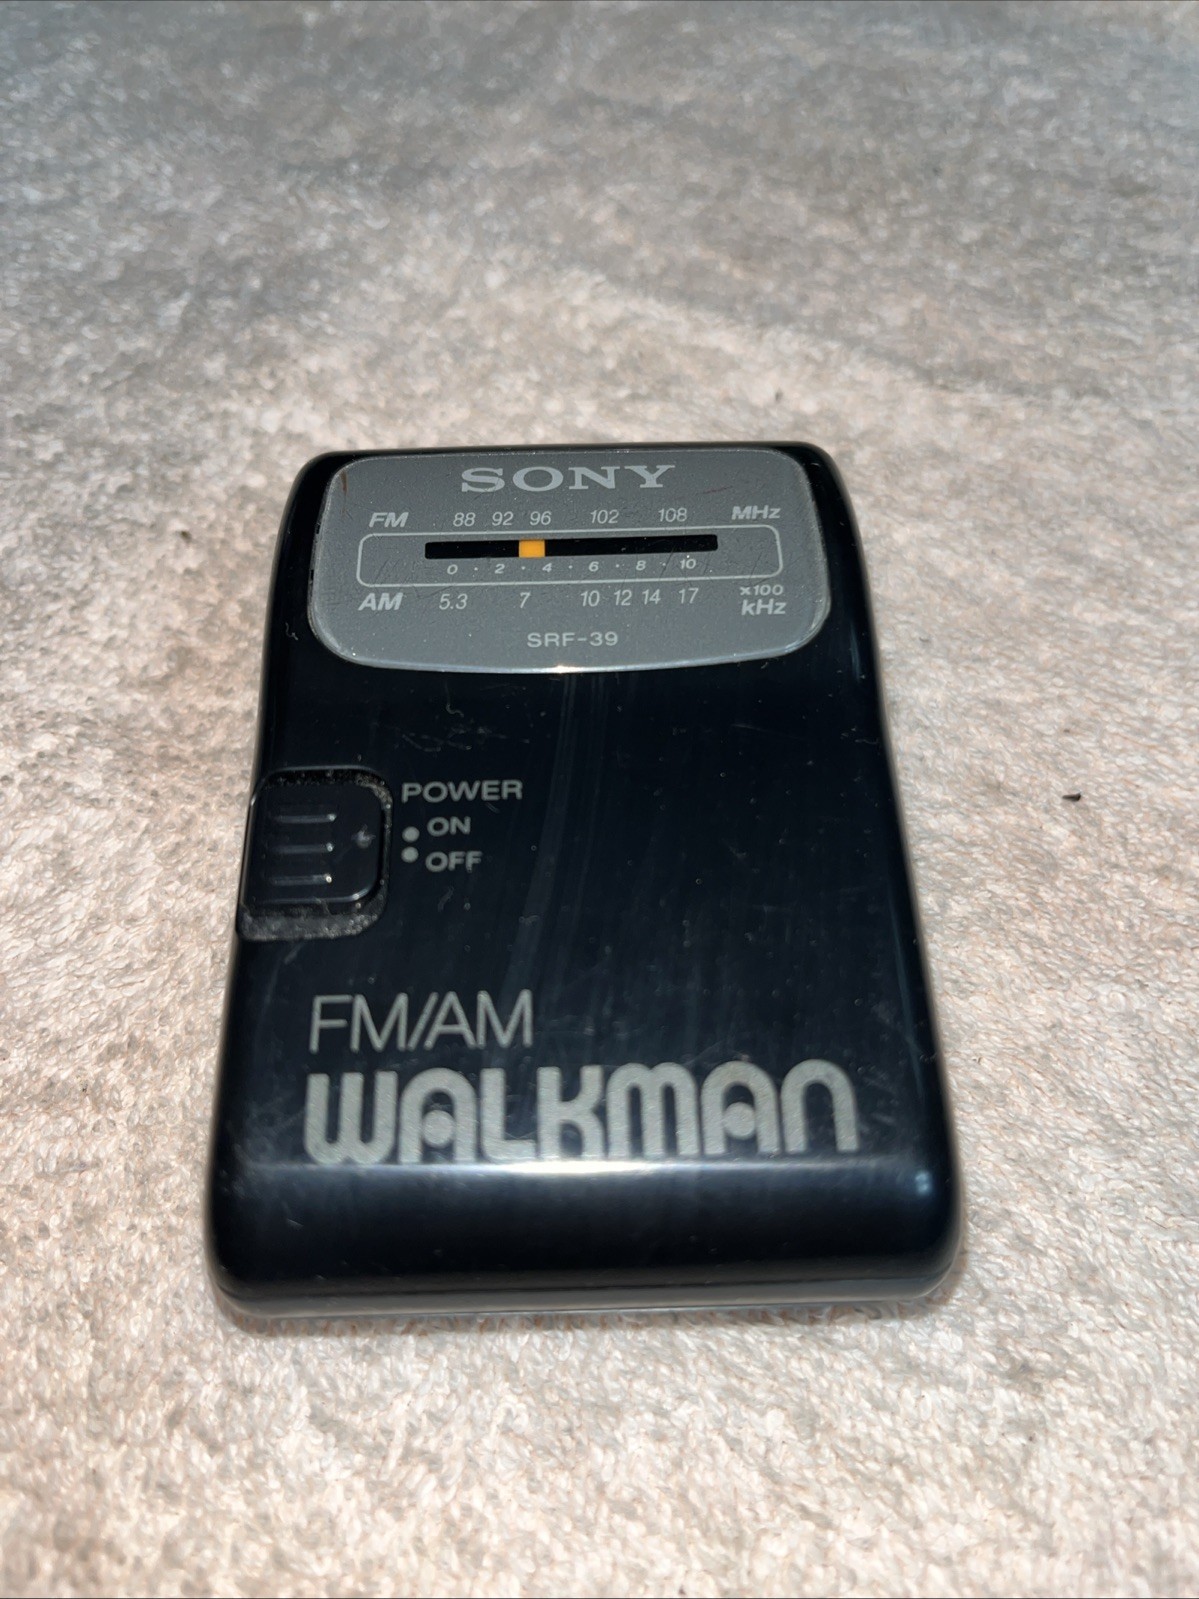 SONY
FM 88 92 96 102 108 MHz
0 · 2 · 4 · 6 · 8 · 10
AM 5.3 7 10 12 14 17 x100 kHz
SRF-39
POWER
• ON
• OFF
FM/AM
WALKMAN